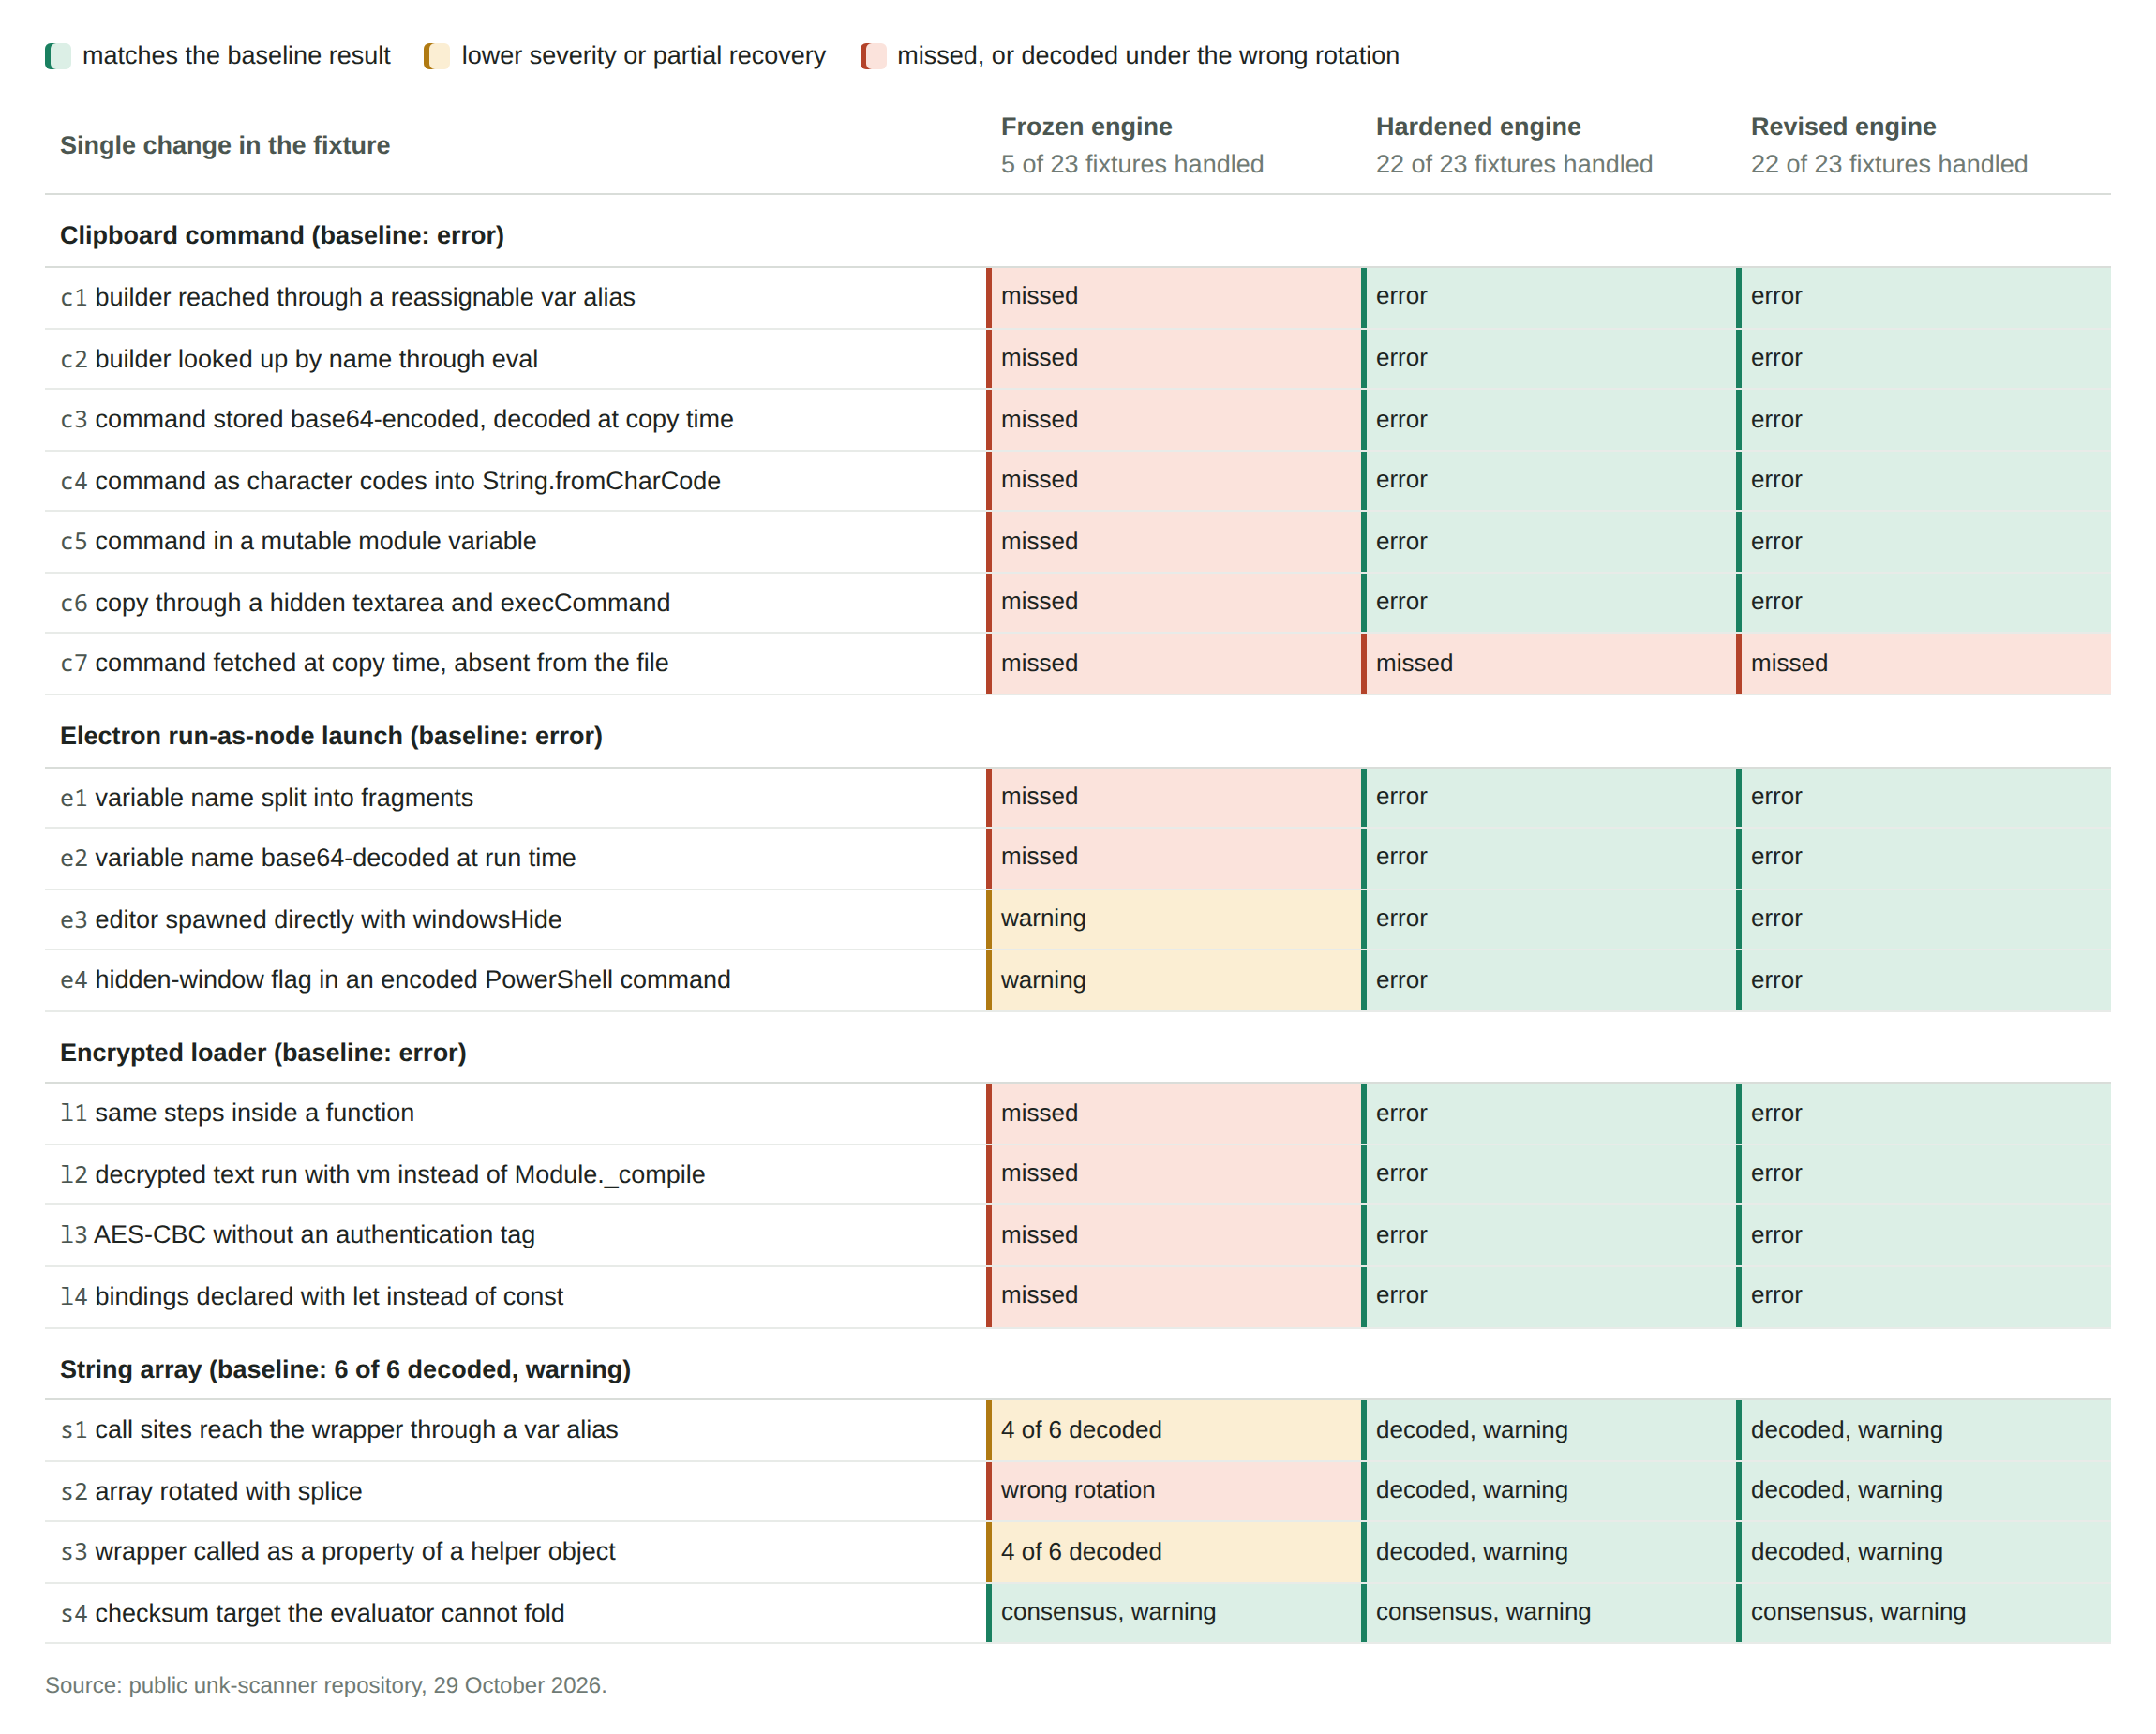 matches the baseline result lower severity or partial recovery missed, or decoded under the wrong rotation
Single change in the fixture Frozen engine Hardened engine Revised engine
5 of 23 fixtures handled 22 of 23 fixtures handled 22 of 23 fixtures handled
Clipboard command (baseline: error)
c1 builder reached through a reassignable var alias missed error error
c2 builder looked up by name through eval missed error error
c3 command stored base64-encoded, decoded at copy time missed error error
c4 command as character codes into String.fromCharCode missed error error
c5 command in a mutable module variable missed error error
c6 copy through a hidden textarea and execCommand missed error error
c7 command fetched at copy time, absent from the file missed missed missed
Electron run-as-node launch (baseline: error)
e1 variable name split into fragments missed error error
e2 variable name base64-decoded at run time missed error error
e3 editor spawned directly with windowsHide warning error error
e4 hidden-window flag in an encoded PowerShell command warning error error
Encrypted loader (baseline: error)
l1 same steps inside a function missed error error
l2 decrypted text run with vm instead of Module._compile missed error error
l3 AES-CBC without an authentication tag missed error error
l4 bindings declared with let instead of const missed error error
String array (baseline: 6 of 6 decoded, warning)
s1 call sites reach the wrapper through a var alias 4 of 6 decoded decoded, warning decoded, warning
s2 array rotated with splice wrong rotation decoded, warning decoded, warning
s3 wrapper called as a property of a helper object 4 of 6 decoded decoded, warning decoded, warning
s4 checksum target the evaluator cannot fold consensus, warning consensus, warning consensus, warning
Source: public unk-scanner repository, 29 October 2026.